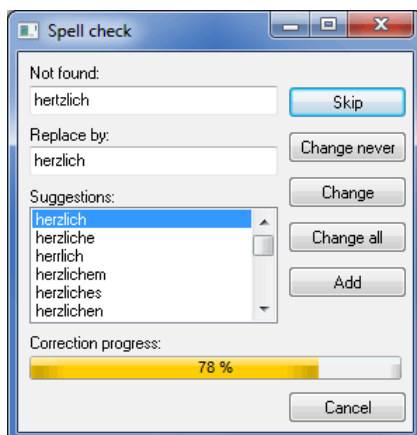 Spell check
Not found:
hertzlich
Skip
Replace by:
Change never
herzlich
Suggestions:
Change
herzlich
herzliche
Change all
herrlich
herzlichem
Add
herzliches
herzlichen
Correction progress:
78 %
Cancel